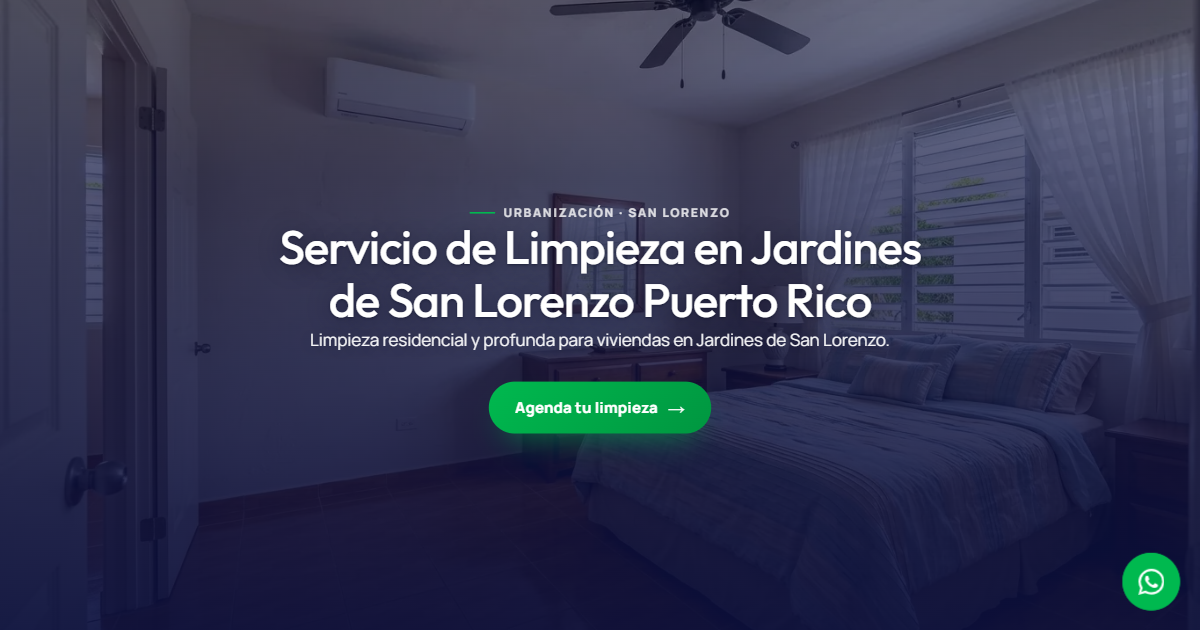 URBANIZACIÓN · SAN LORENZO
Servicio de Limpieza en Jardines
de San Lorenzo Puerto Rico
Limpieza residencial y profunda para viviendas en Jardines de San Lorenzo.
Agenda tu limpieza →